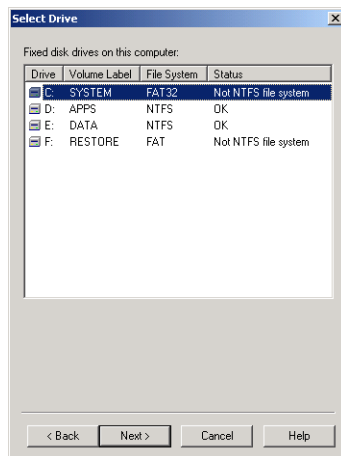 Select Drive
Fixed disk drives on this computer:
Drive Volume Label File System Status
C: SYSTEM FAT32 Not NTFS file system
D: APPS NTFS OK
E: DATA NTFS OK
F: RESTORE FAT Not NTFS file system
< Back Next > Cancel Help